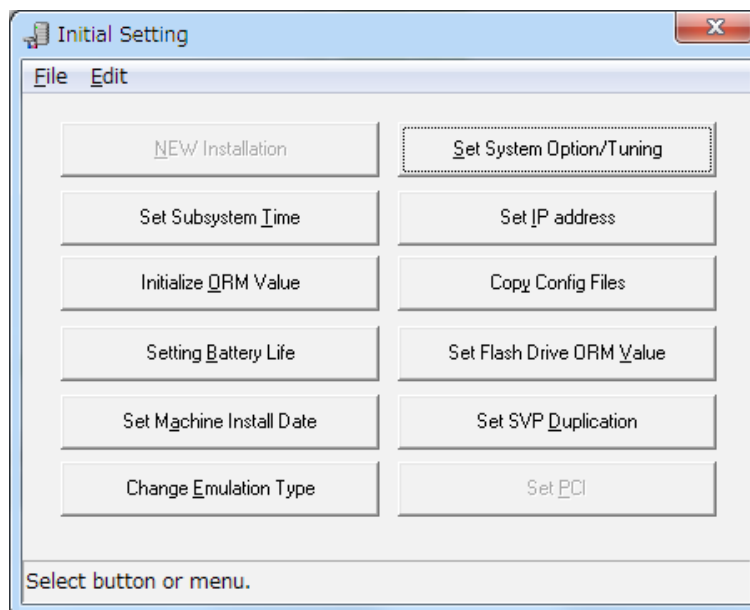 Initial Setting
File Edit
NEW Installation
Set System Option/Tuning
Set Subsystem Time
Set IP address
Initialize ORM Value
Copy Config Files
Setting Battery Life
Set Flash Drive ORM Value
Set Machine Install Date
Set SVP Duplication
Change Emulation Type
Set PCI
Select button or menu.